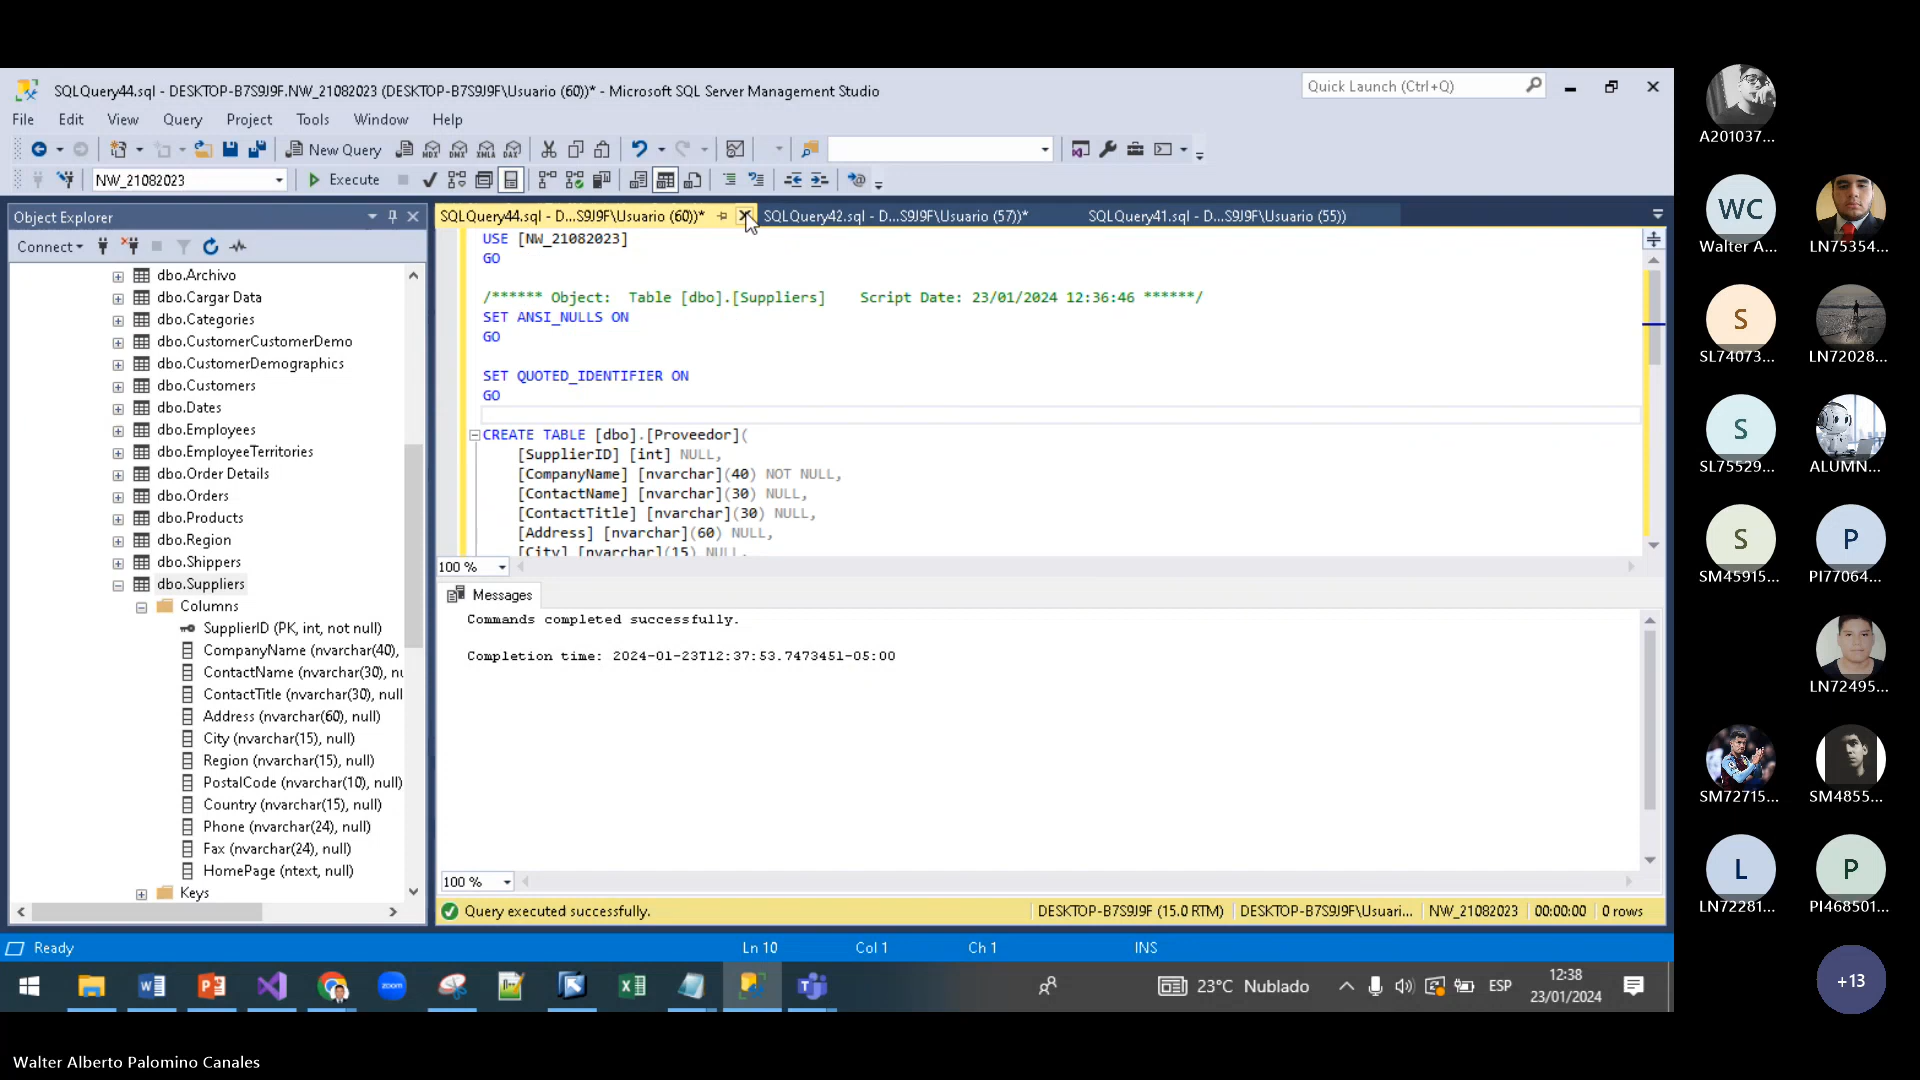 SQLQuery44.sql - DESKTOP-B7S9J9F.NW_21082023 (DESKTOP-B7S9J9F\Usuario (60))* - Microsoft SQL Server Management Studio
Quick Launch (Ctrl+Q)
File Edit View Query Project Tools Window Help
New Query
MDX DMX XMLA DAX
NW_21082023
Execute
Object Explorer
Connect
dbo.Archivo
dbo.Cargar Data
dbo.Categories
dbo.CustomerCustomerDemo
dbo.CustomerDemographics
dbo.Customers
dbo.Dates
dbo.Employees
dbo.EmployeeTerritories
dbo.Order Details
dbo.Orders
dbo.Products
dbo.Region
dbo.Shippers
dbo.Suppliers
Columns
SupplierID (PK, int, not null)
CompanyName (nvarchar(40),
ContactName (nvarchar(30), nu
ContactTitle (nvarchar(30), null
Address (nvarchar(60), null)
City (nvarchar(15), null)
Region (nvarchar(15), null)
PostalCode (nvarchar(10), null)
Country (nvarchar(15), null)
Phone (nvarchar(24), null)
Fax (nvarchar(24), null)
HomePage (ntext, null)
Keys
SQLQuery44.sql - D...S9J9F\Usuario (60))*
SQLQuery42.sql - D...S9J9F\Usuario (57))*
SQLQuery41.sql - D...S9J9F\Usuario (55))
USE [NW_21082023]
GO
/****** Object:  Table [dbo].[Suppliers]    Script Date: 23/01/2024 12:36:46 ******/
SET ANSI_NULLS ON
GO
SET QUOTED_IDENTIFIER ON
GO
CREATE TABLE [dbo].[Proveedor](
[SupplierID] [int] NULL,
[CompanyName] [nvarchar](40) NOT NULL,
[ContactName] [nvarchar](30) NULL,
[ContactTitle] [nvarchar](30) NULL,
[Address] [nvarchar](60) NULL,
[City] [nvarchar](15) NULL,
100 %
Messages
Commands completed successfully.
Completion time: 2024-01-23T12:37:53.7473451-05:00
100 %
Query executed successfully.
DESKTOP-B7S9J9F (15.0 RTM)
DESKTOP-B7S9J9F\Usuari...
NW_21082023
00:00:00
0 rows
Ready
Ln 10
Col 1
Ch 1
INS
zoom
23°C Nublado
ESP
12:38
23/01/2024
A201037...
WC
Walter A...
LN75354...
S
SL74073...
LN72028...
S
SL75529...
ALUMN...
S
SM45915...
P
PI77064...
LN72495...
SM72715...
SM4855...
L
LN72281...
P
PI468501...
+13
Walter Alberto Palomino Canales